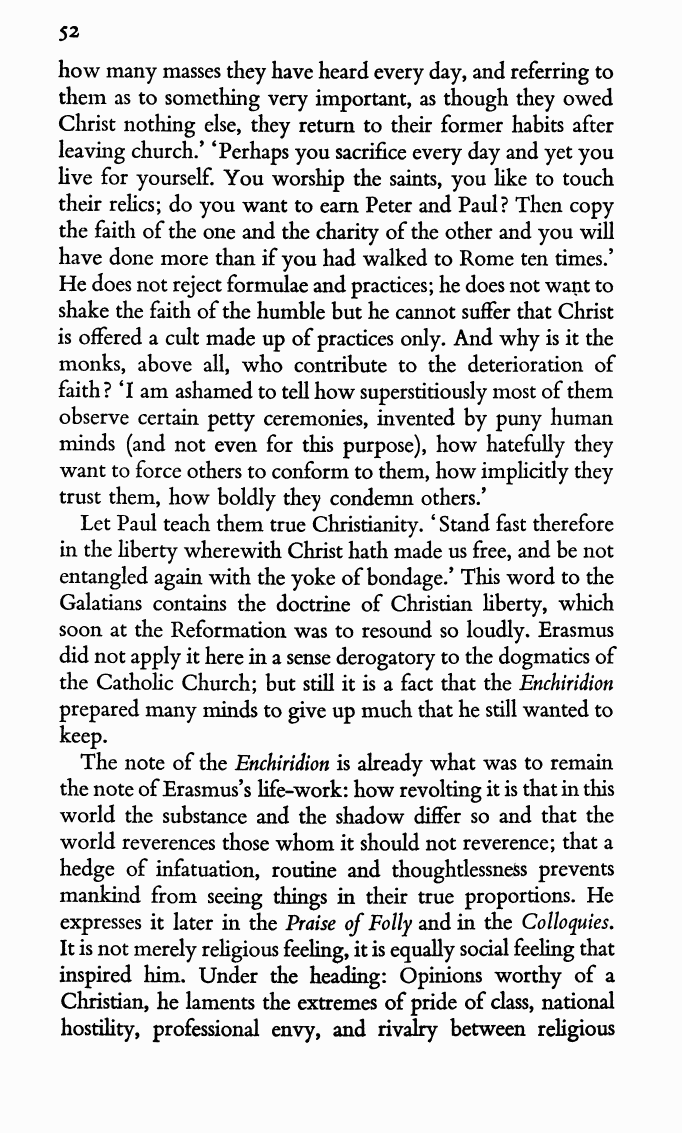 52
how many masses they have heard every day, and referring to
them as to something very important, as though they owed
Christ nothing else, they return to their former habits after
leaving church.’ ‘Perhaps you sacrifice every day and yet you
live for yourself. You worship the saints, you like to touch
their relics; do you want to earn Peter and Paul? Then copy
the faith of the one and the charity of the other and you will
have done more than if you had walked to Rome ten times.’
He does not reject formulae and practices; he does not want to
shake the faith of the humble but he cannot suffer that Christ
is offered a cult made up of practices only. And why is it the
monks, above all, who contribute to the deterioration of
faith? ‘I am ashamed to tell how superstitiously most of them
observe certain petty ceremonies, invented by puny human
minds (and not even for this purpose), how hatefully they
want to force others to conform to them, how implicitly they
trust them, how boldly they condemn others.’
Let Paul teach them true Christianity. ‘Stand fast therefore
in the liberty wherewith Christ hath made us free, and be not
entangled again with the yoke of bondage.’ This word to the
Galatians contains the doctrine of Christian liberty, which
soon at the Reformation was to resound so loudly. Erasmus
did not apply it here in a sense derogatory to the dogmatics of
the Catholic Church; but still it is a fact that the Enchiridion
prepared many minds to give up much that he still wanted to
keep.
The note of the Enchiridion is already what was to remain
the note of Erasmus’s life-work: how revolting it is that in this
world the substance and the shadow differ so and that the
world reverences those whom it should not reverence; that a
hedge of infatuation, routine and thoughtlessness prevents
mankind from seeing things in their true proportions. He
expresses it later in the Praise of Folly and in the Colloquies.
It is not merely religious feeling, it is equally social feeling that
inspired him. Under the heading: Opinions worthy of a
Christian, he laments the extremes of pride of class, national
hostility, professional envy, and rivalry between religious